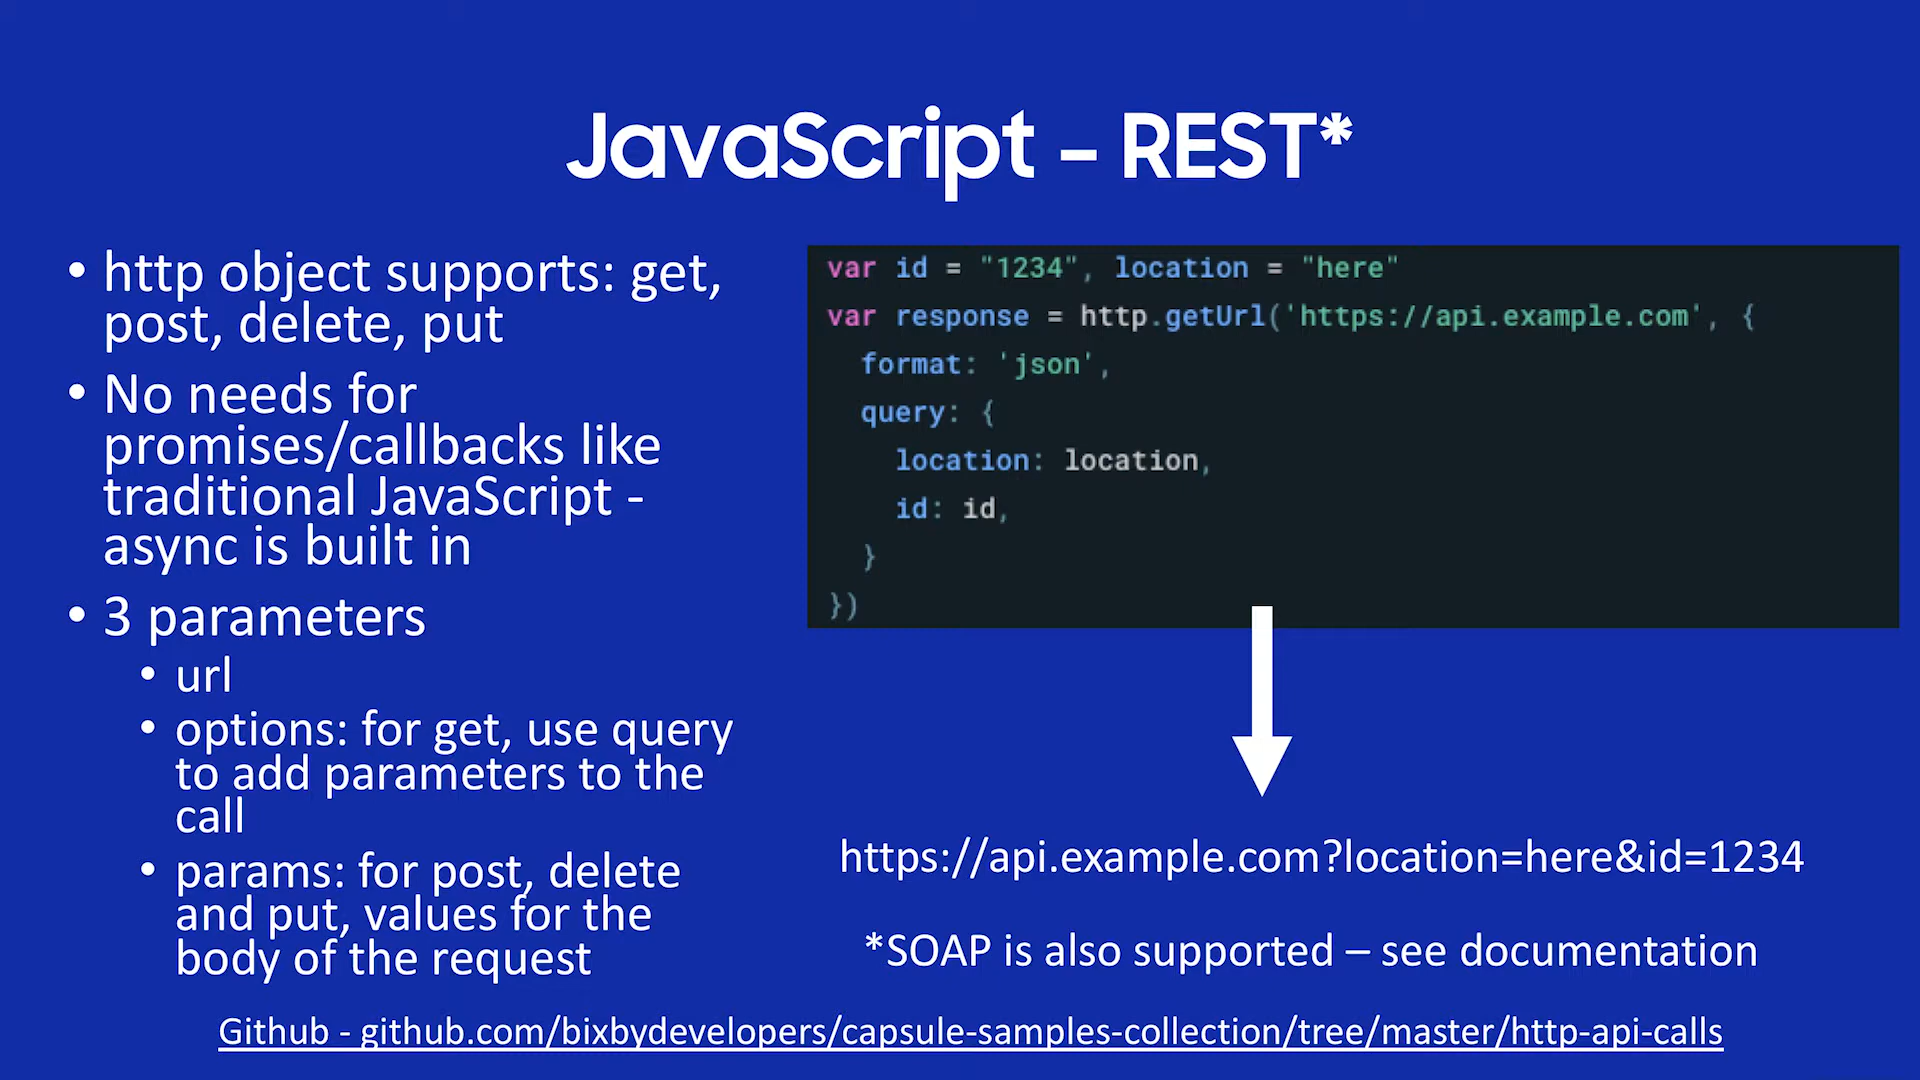 JavaScript – REST*
• http object supports: get,
post, delete, put
• No needs for
promises/callbacks like
traditional JavaScript -
async is built in
• 3 parameters
• url
• options: for get, use query
to add parameters to the
call
• params: for post, delete
and put, values for the
body of the request
var id = "1234", location = "here"
var response = http.getUrl('https://api.example.com', {
  format: 'json',
  query: {
    location: location,
    id: id,
  }
})
https://api.example.com?location=here&id=1234
*SOAP is also supported – see documentation
Github - github.com/bixbydevelopers/capsule-samples-collection/tree/master/http-api-calls